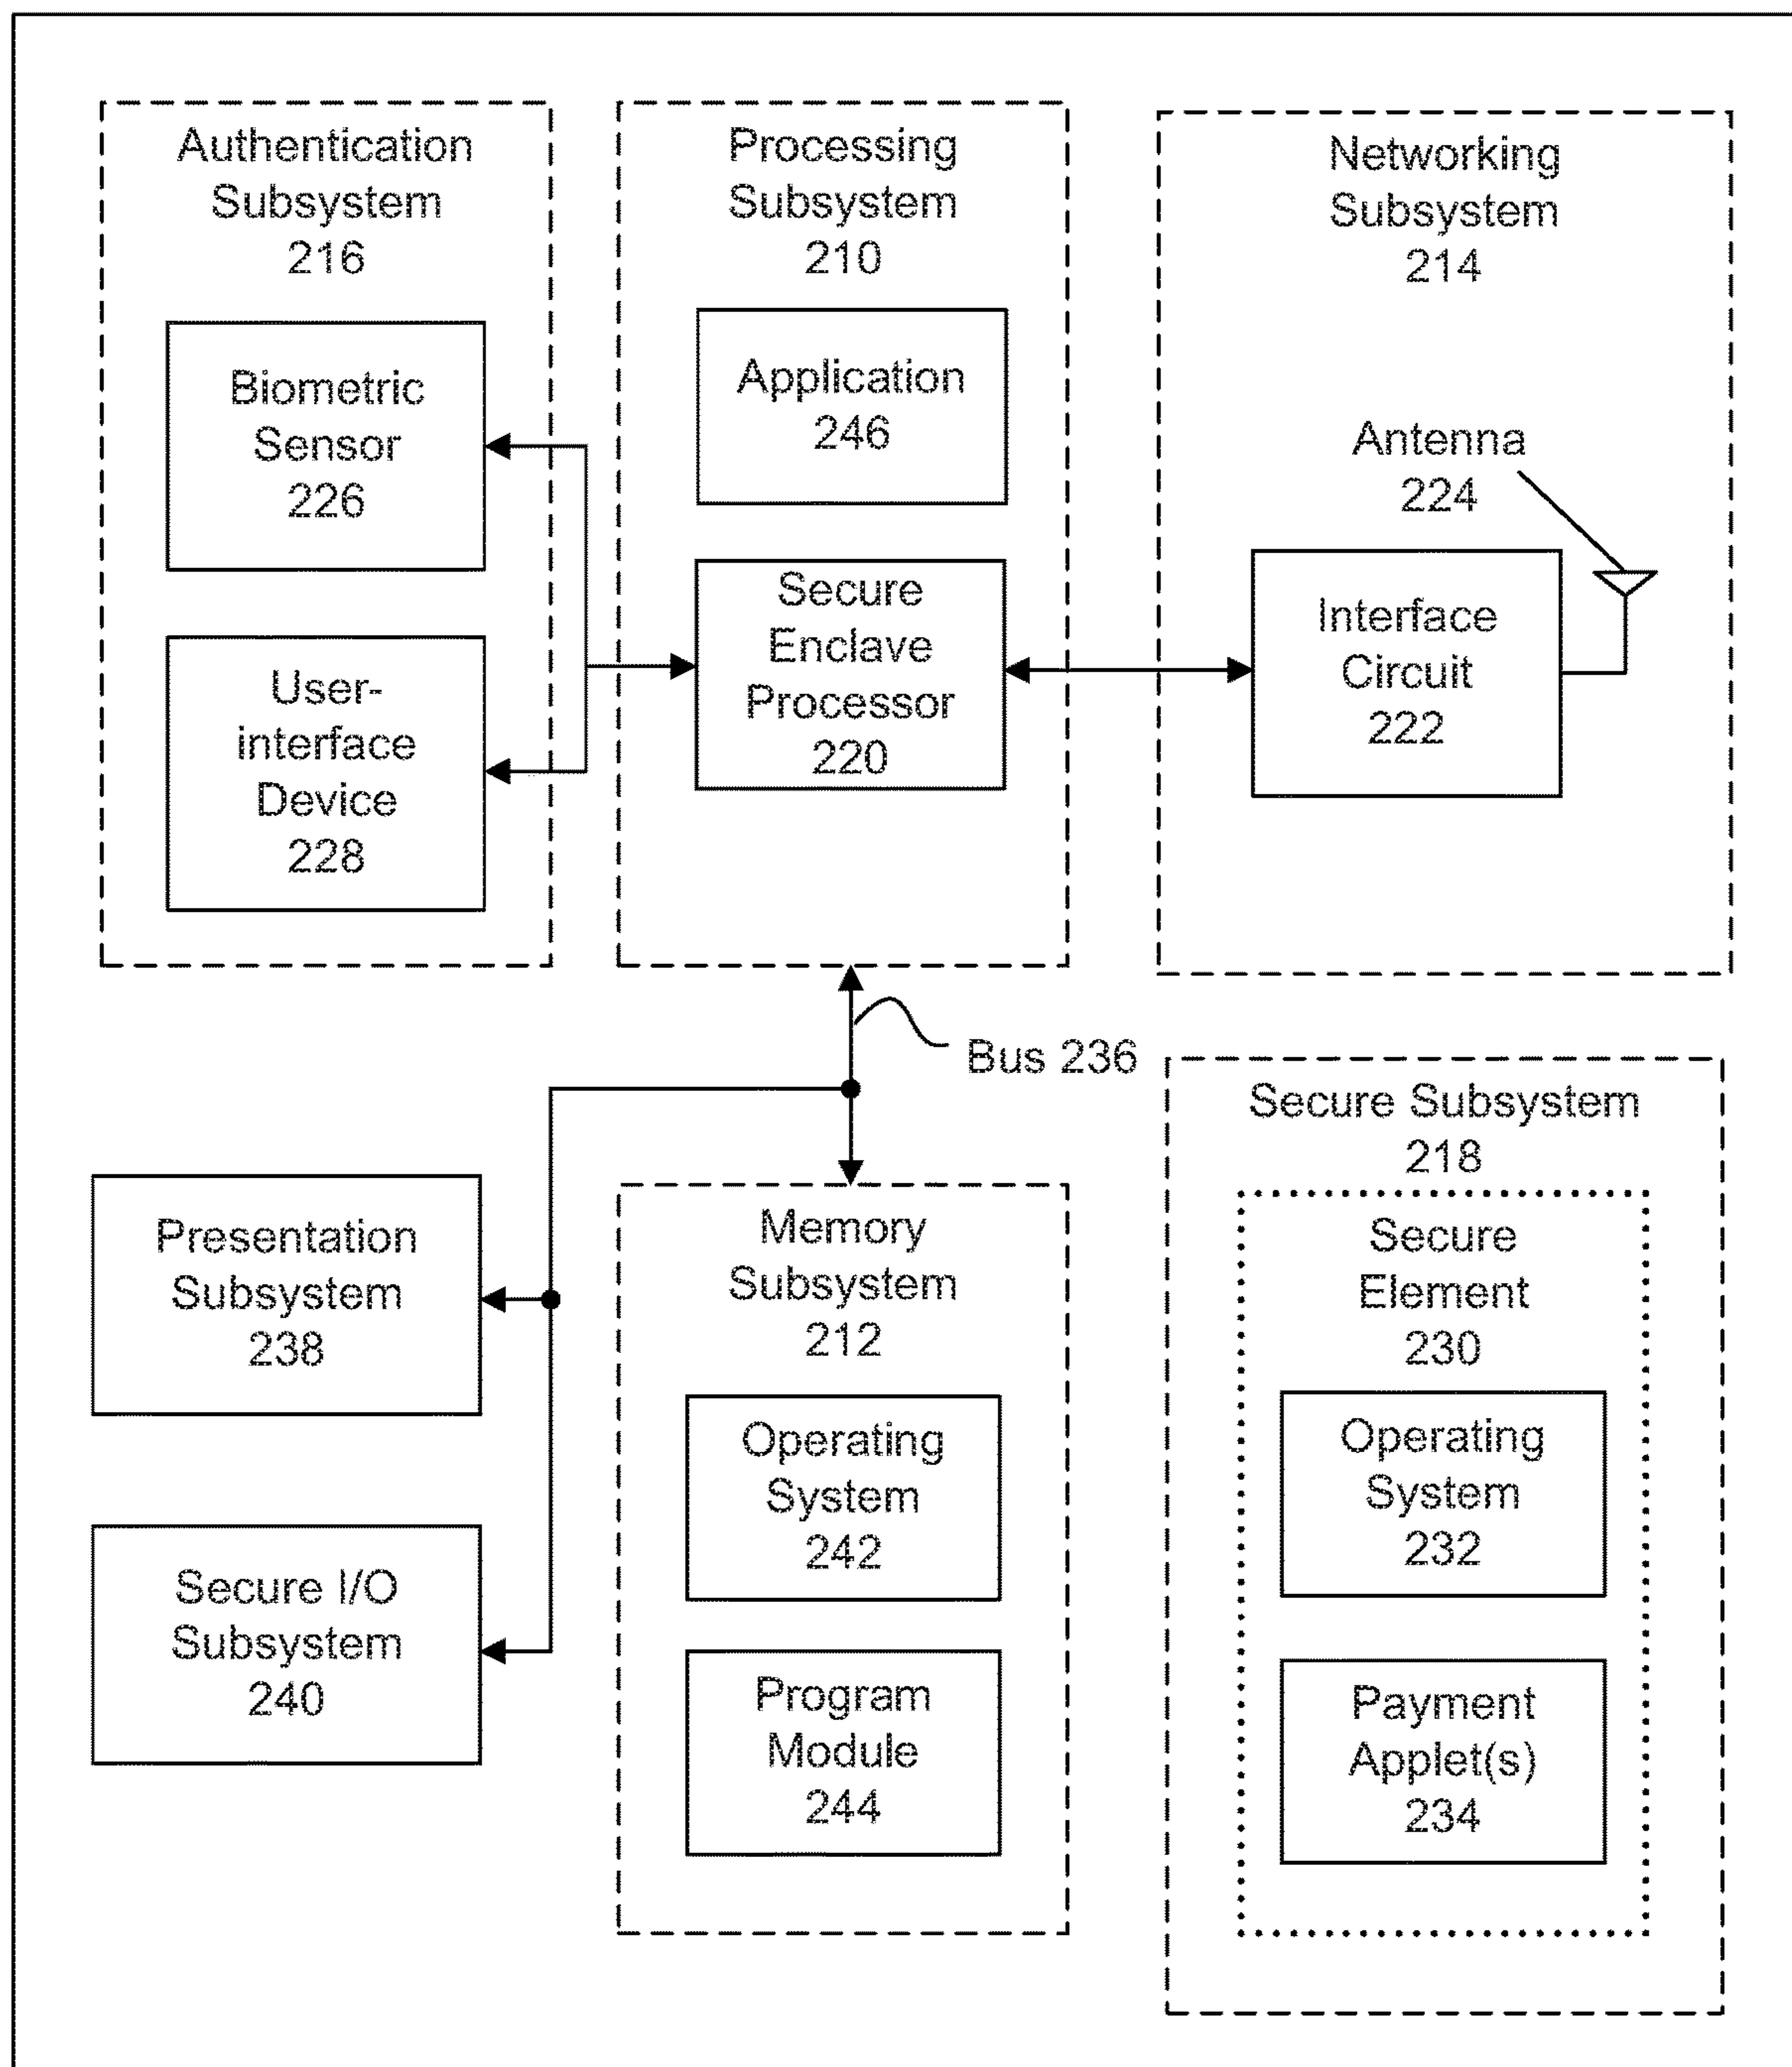 Authentication
Subsystem
216
Biometric
Sensor
226
User-
interface
Device
228
Processing
Subsystem
210
Application
246
Secure
Enclave
Processor
220
Networking
Subsystem
214
Antenna
224
Interface
Circuit
222
Bus 236
Presentation
Subsystem
238
Secure I/O
Subsystem
240
Memory
Subsystem
212
Operating
System
242
Program
Module
244
Secure Subsystem
218
Secure
Element
230
Operating
System
232
Payment
Applet(s)
234